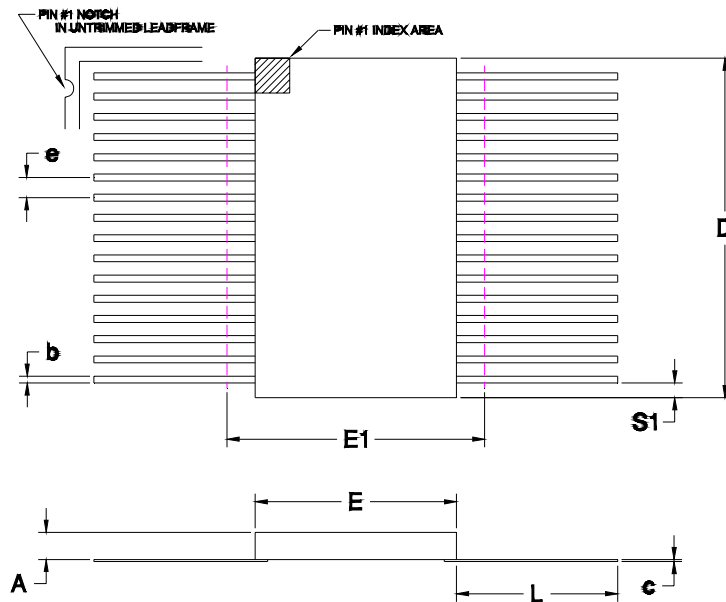 PIN #1 NOTCH
IN UNTRIMMED LEADFRAME
PIN #1 INDEX AREA
e
D
b
S1
E1
E
A
L
c